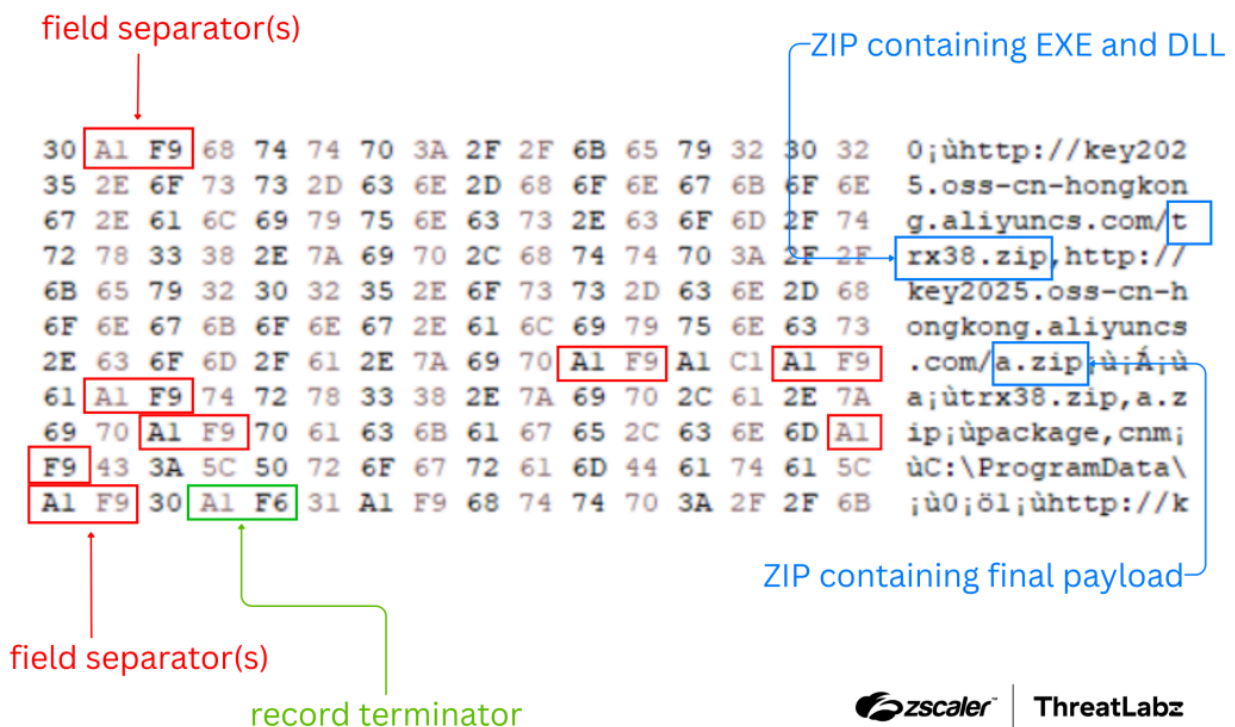 field separator(s)
ZIP containing EXE and DLL
30 A1 F9 68 74 74 70 3A 2F 2F 6B 65 79 32 30 32 0¡ùhttp://key202
35 2E 6F 73 73 2D 63 6E 2D 68 6F 6E 67 6B 6F 6E 5.oss-cn-hongkon
67 2E 61 6C 69 79 75 6E 63 73 2E 63 6F 6D 2F 74 g.aliyuncs.com/t
72 78 33 38 2E 7A 69 70 2C 68 74 74 70 3A 2F 2F rx38.zip,http://
6B 65 79 32 30 32 35 2E 6F 73 73 2D 63 6E 2D 68 key2025.oss-cn-h
6F 6E 67 6B 6F 6E 67 2E 61 6C 69 79 75 6E 63 73 ongkong.aliyuncs
2E 63 6F 6D 2F 61 2E 7A 69 70 A1 F9 A1 C1 A1 F9 .com/a.zip¡ù¡Á¡ù
61 A1 F9 74 72 78 33 38 2E 7A 69 70 2C 61 2E 7A a¡ùtrx38.zip,a.z
69 70 A1 F9 70 61 63 6B 61 67 65 2C 63 6E 6D A1 ip¡ùpackage,cnm¡
F9 43 3A 5C 50 72 6F 67 72 61 6D 44 61 74 61 5C ùC:\ProgramData\
A1 F9 30 A1 F6 31 A1 F9 68 74 74 70 3A 2F 2F 6B ¡ù0¡ö1¡ùhttp://k
ZIP containing final payload
field separator(s)
record terminator
zscaler™ ThreatLabz